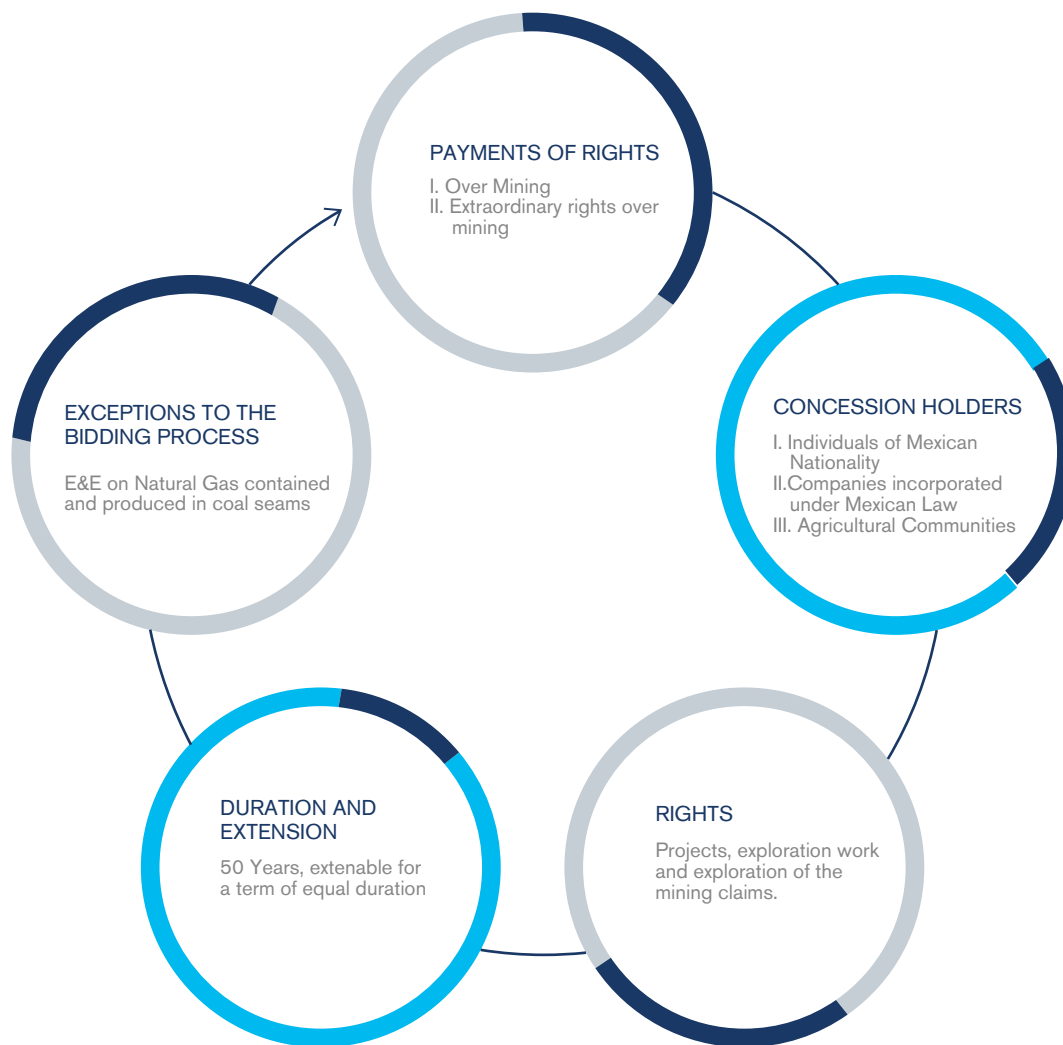 PAYMENTS OF RIGHTS
I. Over Mining
II. Extraordinary rights over
mining
CONCESSION HOLDERS
I. Individuals of Mexican
Nationality
II.Companies incorporated
under Mexican Law
III. Agricultural Communities
RIGHTS
Projects, exploration work
and exploration of the
mining claims.
DURATION AND
EXTENSION
50 Years, extenable for
a term of equal duration
EXCEPTIONS TO THE
BIDDING PROCESS
E&E on Natural Gas contained
and produced in coal seams